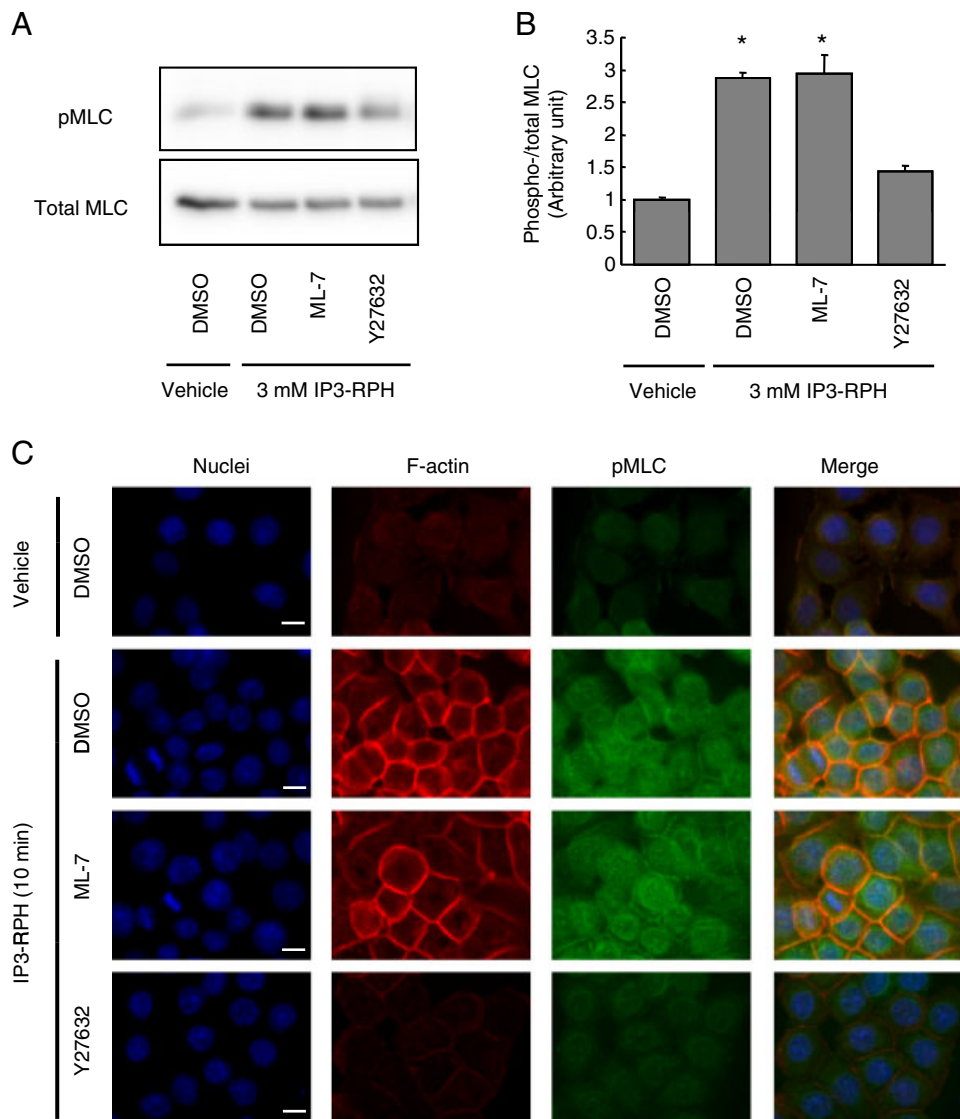 A
pMLC
Total MLC
DMSO
DMSO
ML-7
Y27632
Vehicle
3 mM IP3-RPH
B
Phospho-/total MLC
(Arbitrary unit)
3.5
3
2.5
2
1.5
1
0.5
0
*
*
DMSO
DMSO
ML-7
Y27632
Vehicle
3 mM IP3-RPH
C
Nuclei
F-actin
pMLC
Merge
Vehicle
DMSO
IP3-RPH (10 min)
DMSO
ML-7
Y27632